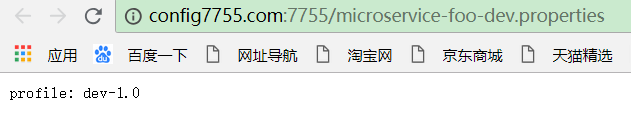 config7755.com:7755/microservice-foo-dev.properties
应用 百度一下 网址导航 淘宝网 京东商城 天猫精选
profile: dev-1.0